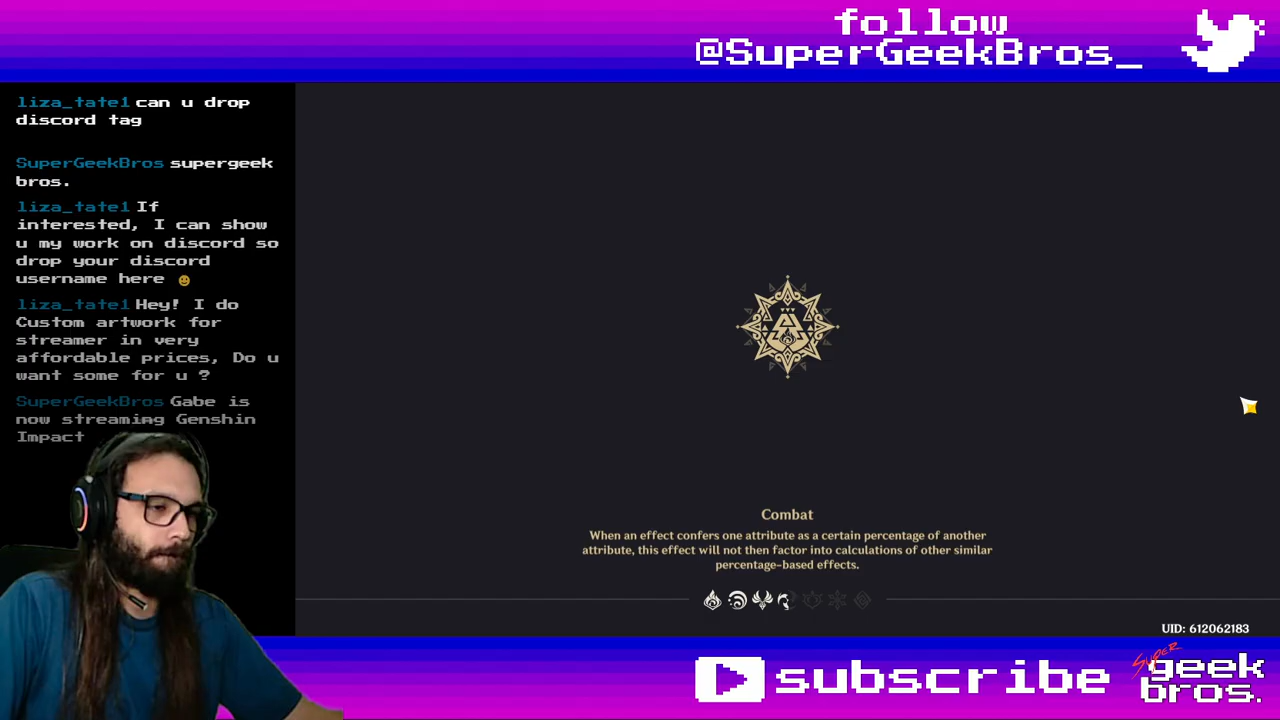 follow
@SuperGeekBros_
liza_tate1 can u drop
discord tag
SuperGeekBros supergeek
bros.
liza_tate1 If
interested, I can show
u my work on discord so
drop your discord
username here
liza_tate1 Hey! I do
Custom artwork for
streamer in very
affordable prices, Do u
want some for u ?
SuperGeekBros Gabe is
now streaming Genshin
Impact
Combat
When an effect confers one attribute as a certain percentage of another
attribute, this effect will not then factor into calculations of other similar
percentage-based effects.
UID: 612062183
subscribe
SUPER
geek
bros.